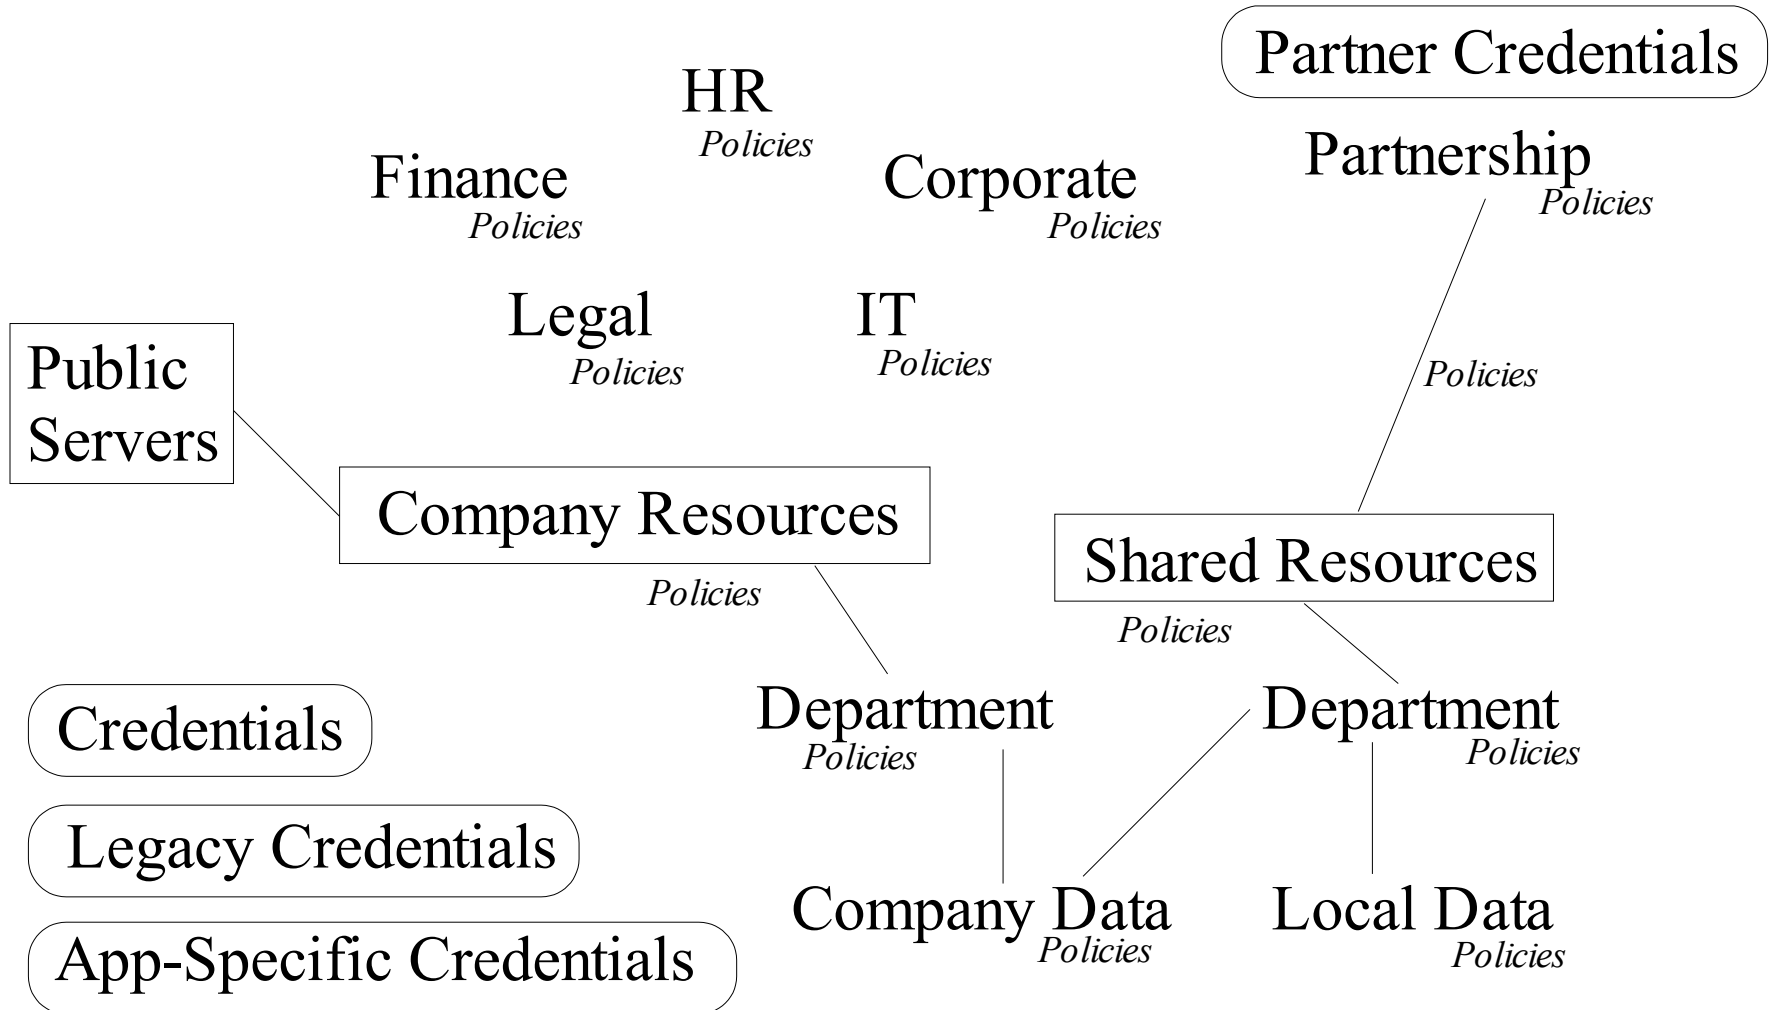 Partner Credentials
HR
Policies
Finance
Policies
Corporate
Policies
Partnership
Policies
Legal
Policies
IT
Policies
Policies
Public
Servers
Company Resources
Policies
Shared Resources
Policies
Credentials
Department
Policies
Department
Policies
Legacy Credentials
Company Data
Policies
Local Data
Policies
App-Specific Credentials